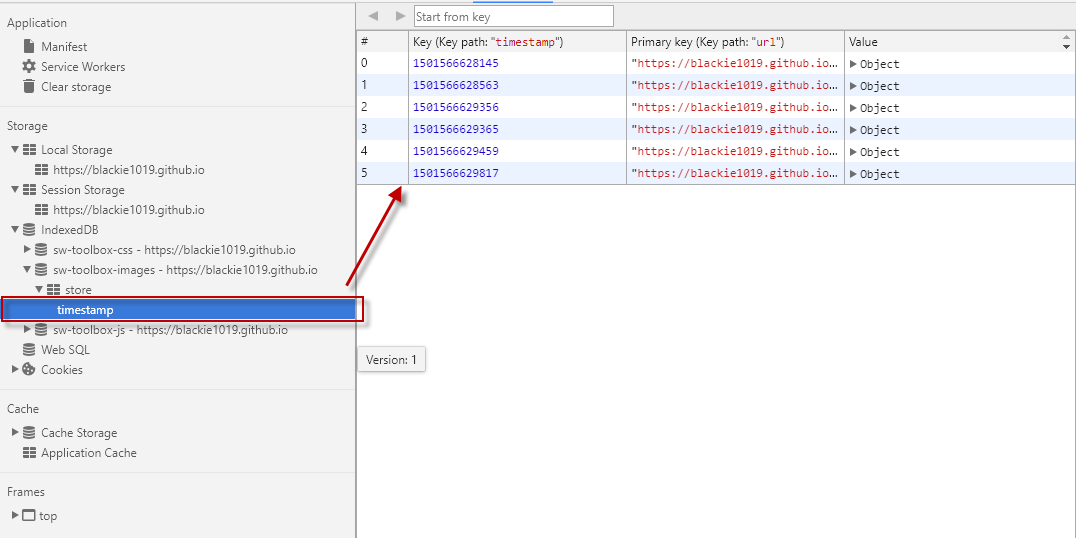 Application
Manifest
Service Workers
Clear storage
Storage
Local Storage
https://blackie1019.github.io
Session Storage
https://blackie1019.github.io
IndexedDB
sw-toolbox-css - https://blackie1019.github.io
sw-toolbox-images - https://blackie1019.github.io
store
timestamp
sw-toolbox-js - https://blackie1019.github.io
Web SQL
Cookies
Cache
Cache Storage
Application Cache
Frames
top
Start from key
# Key (Key path: "timestamp") Primary key (Key path: "url") Value
0 1501566628145 "https://blackie1019.github.io… Object
1 1501566628563 "https://blackie1019.github.io… Object
2 1501566629356 "https://blackie1019.github.io… Object
3 1501566629365 "https://blackie1019.github.io… Object
4 1501566629459 "https://blackie1019.github.io… Object
5 1501566629817 "https://blackie1019.github.io… Object
Version: 1